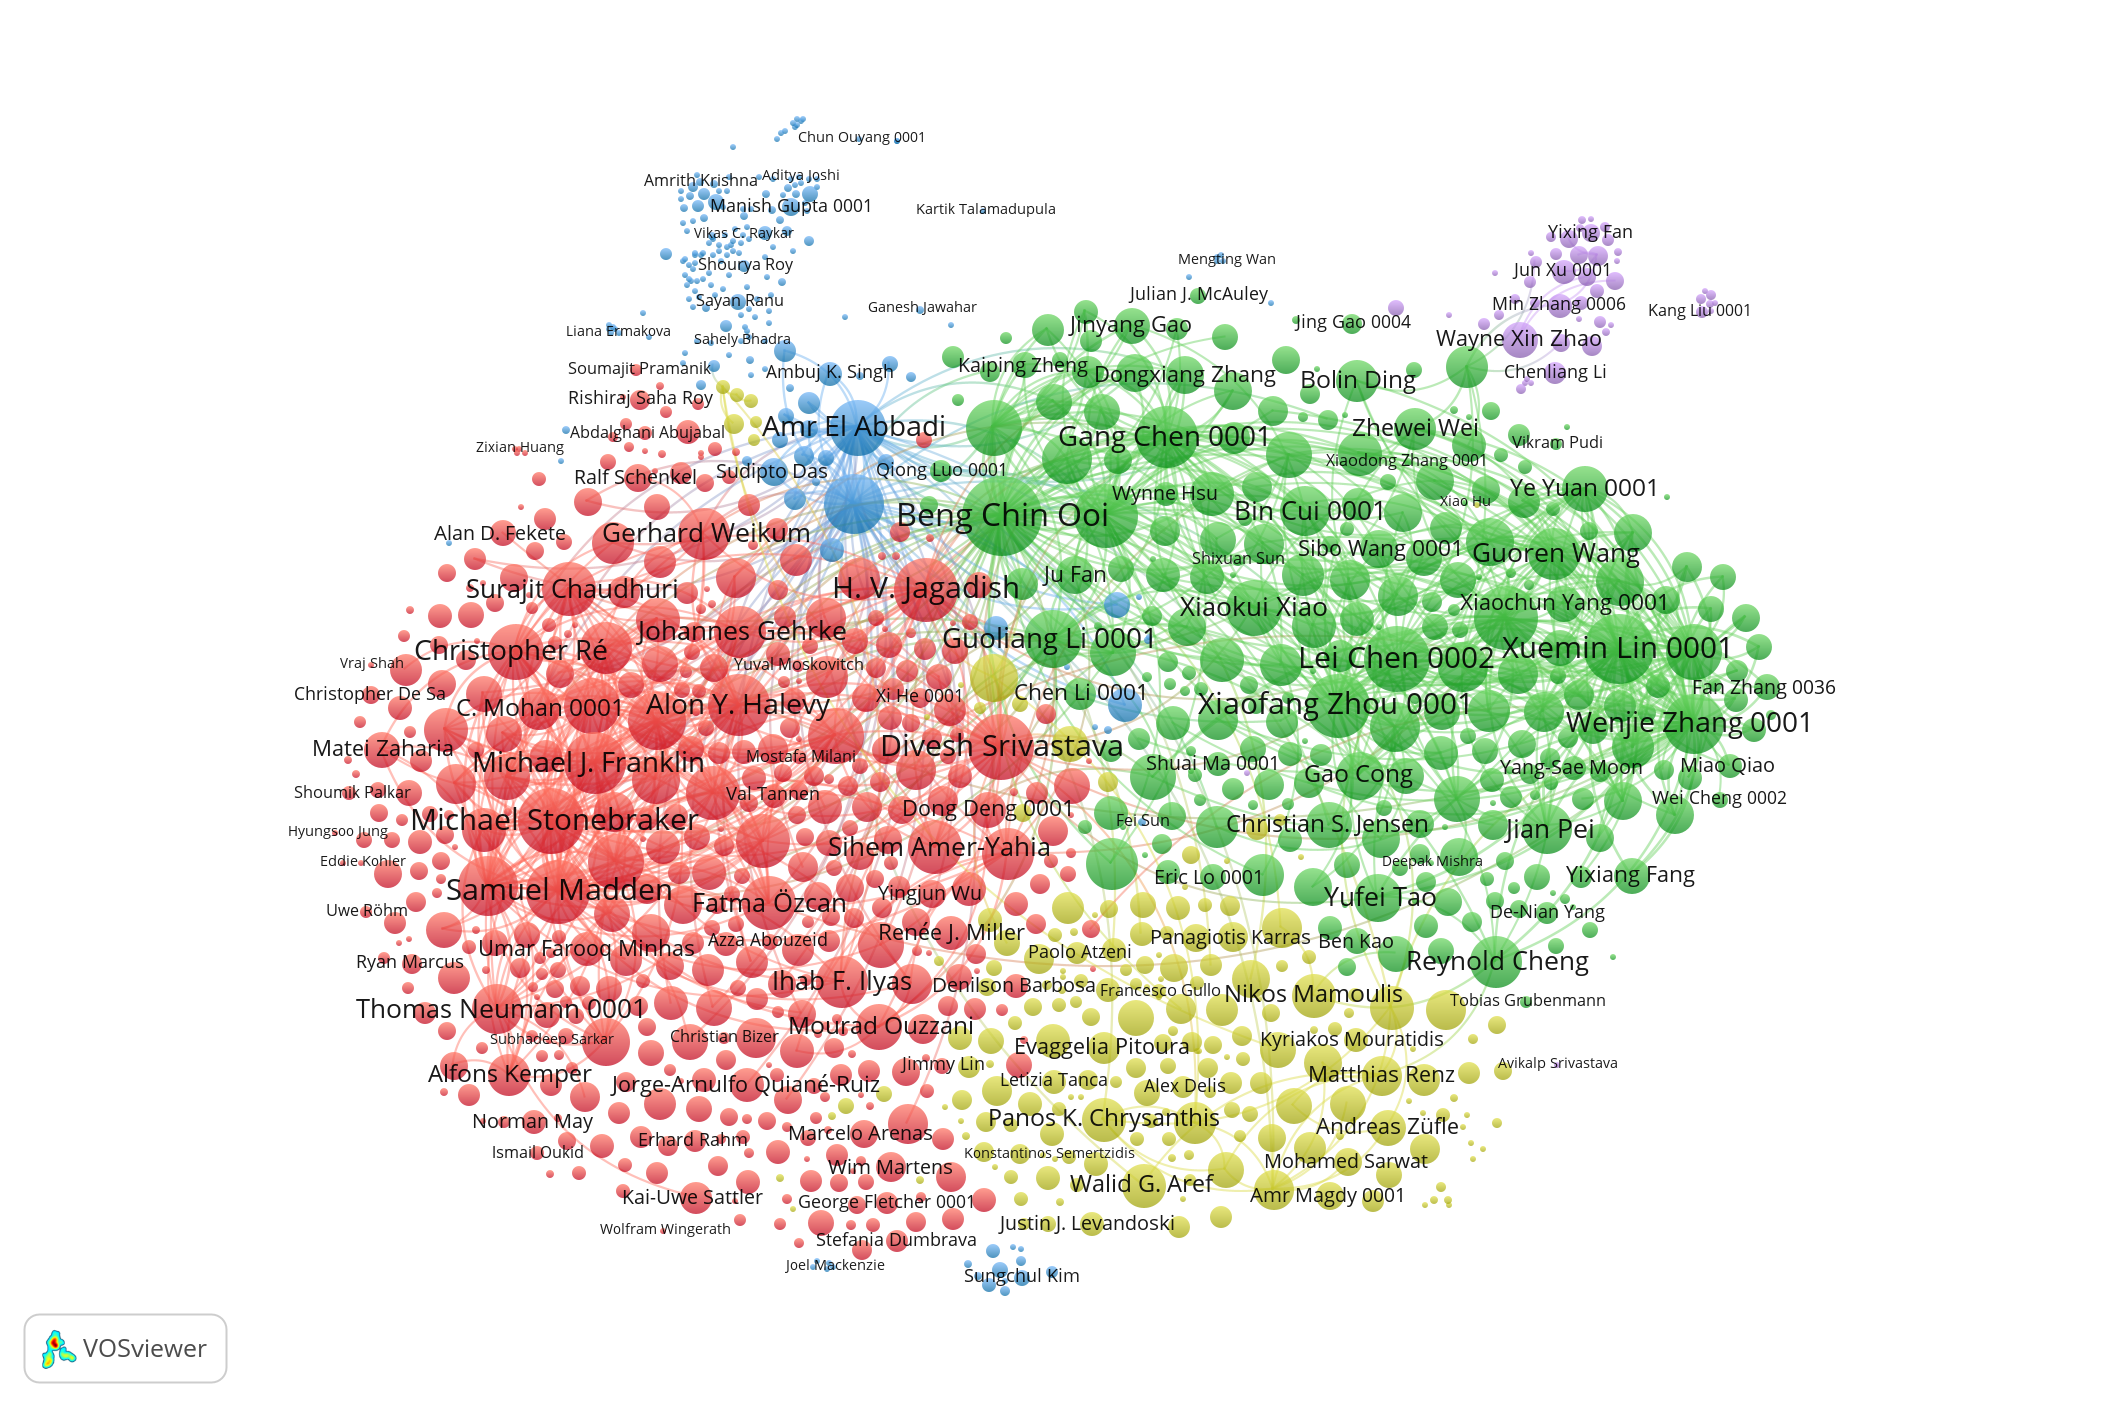 Chun Ouyang 0001
Amrith Krishna
Aditya Joshi
Manish Gupta 0001
Kartik Talamadupula
Vikas C. Raykar
Yixing Fan
Shourya Roy
Mengting Wan
Jun Xu 0001
Sayan Ranu
Julian J. McAuley
Min Zhang 0006
Ganesh Jawahar
Kang Liu 0001
Liana Ermakova
Sahely Bhadra
Jinyang Gao
Jing Gao 0004
Wayne Xin Zhao
Soumajit Pramanik
Ambuj K. Singh
Kaiping Zheng
Dongxiang Zhang
Bolin Ding
Chenliang Li
Rishiraj Saha Roy
Abdalghani Abujabal
Amr El Abbadi
Gang Chen 0001
Zhewei Wei
Vikram Pudi
Zixian Huang
Ralf Schenkel
Sudipto Das
Qiong Luo 0001
Xiaodong Zhang 0001
Wynne Hsu
Xiao Hu
Ye Yuan 0001
Beng Chin Ooi
Bin Cui 0001
Alan D. Fekete
Gerhard Weikum
Shixuan Sun
Sibo Wang 0001
Guoren Wang
Surajit Chaudhuri
H. V. Jagadish
Ju Fan
Xiaokui Xiao
Xiaochun Yang 0001
Christopher Ré
Johannes Gehrke
Guoliang Li 0001
Lei Chen 0002
Xuemin Lin 0001
Vraj Shah
Yuval Moskovitch
Christopher De Sa
C. Mohan 0001
Alon Y. Halevy
Xi He 0001
Chen Li 0001
Xiaofang Zhou 0001
Fan Zhang 0036
Wenjie Zhang 0001
Matei Zaharia
Michael J. Franklin
Mostafa Milani
Divesh Srivastava
Shuai Ma 0001
Gao Cong
Yang-Sae Moon
Miao Qiao
Shoumik Palkar
Val Tannen
Dong Deng 0001
Wei Cheng 0002
Hyungsoo Jung
Michael Stonebraker
Fei Sun
Christian S. Jensen
Jian Pei
Eddie Kohler
Sihem Amer-Yahia
Deepak Mishra
Samuel Madden
Fatma Özcan
Yingjun Wu
Eric Lo 0001
Yufei Tao
Yixiang Fang
Uwe Röhm
De-Nian Yang
Umar Farooq Minhas
Azza Abouzeid
Renée J. Miller
Paolo Atzeni
Panagiotis Karras
Ben Kao
Reynold Cheng
Ryan Marcus
Ihab F. Ilyas
Denilson Barbosa
Francesco Gullo
Nikos Mamoulis
Tobias Grubenmann
Thomas Neumann 0001
Subhadeep Sarkar
Christian Bizer
Mourad Ouzzani
Evaggelia Pitoura
Kyriakos Mouratidis
Alfons Kemper
Jorge-Arnulfo Quiané-Ruiz
Jimmy Lin
Letizia Tanca
Alex Delis
Matthias Renz
Avikalp Srivastava
Norman May
Erhard Rahm
Marcelo Arenas
Panos K. Chrysanthis
Andreas Züfle
Ismail Oukid
Wim Martens
Konstantinos Semertzidis
Mohamed Sarwat
Kai-Uwe Sattler
George Fletcher 0001
Walid G. Aref
Amr Magdy 0001
Wolfram Wingerath
Stefania Dumbrava
Justin J. Levandoski
Joel Mackenzie
Sungchul Kim
VOSviewer